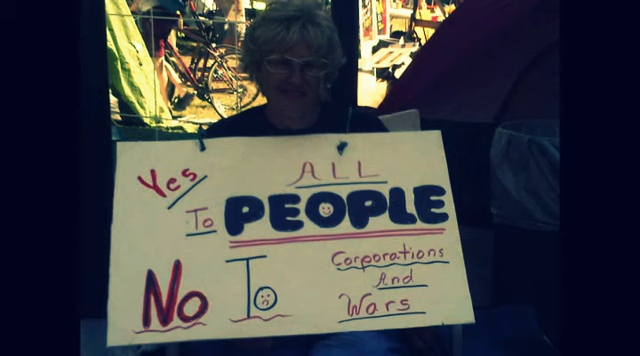 Yes
ALL
To PEOPLE
No To
Corporations
And
Wars